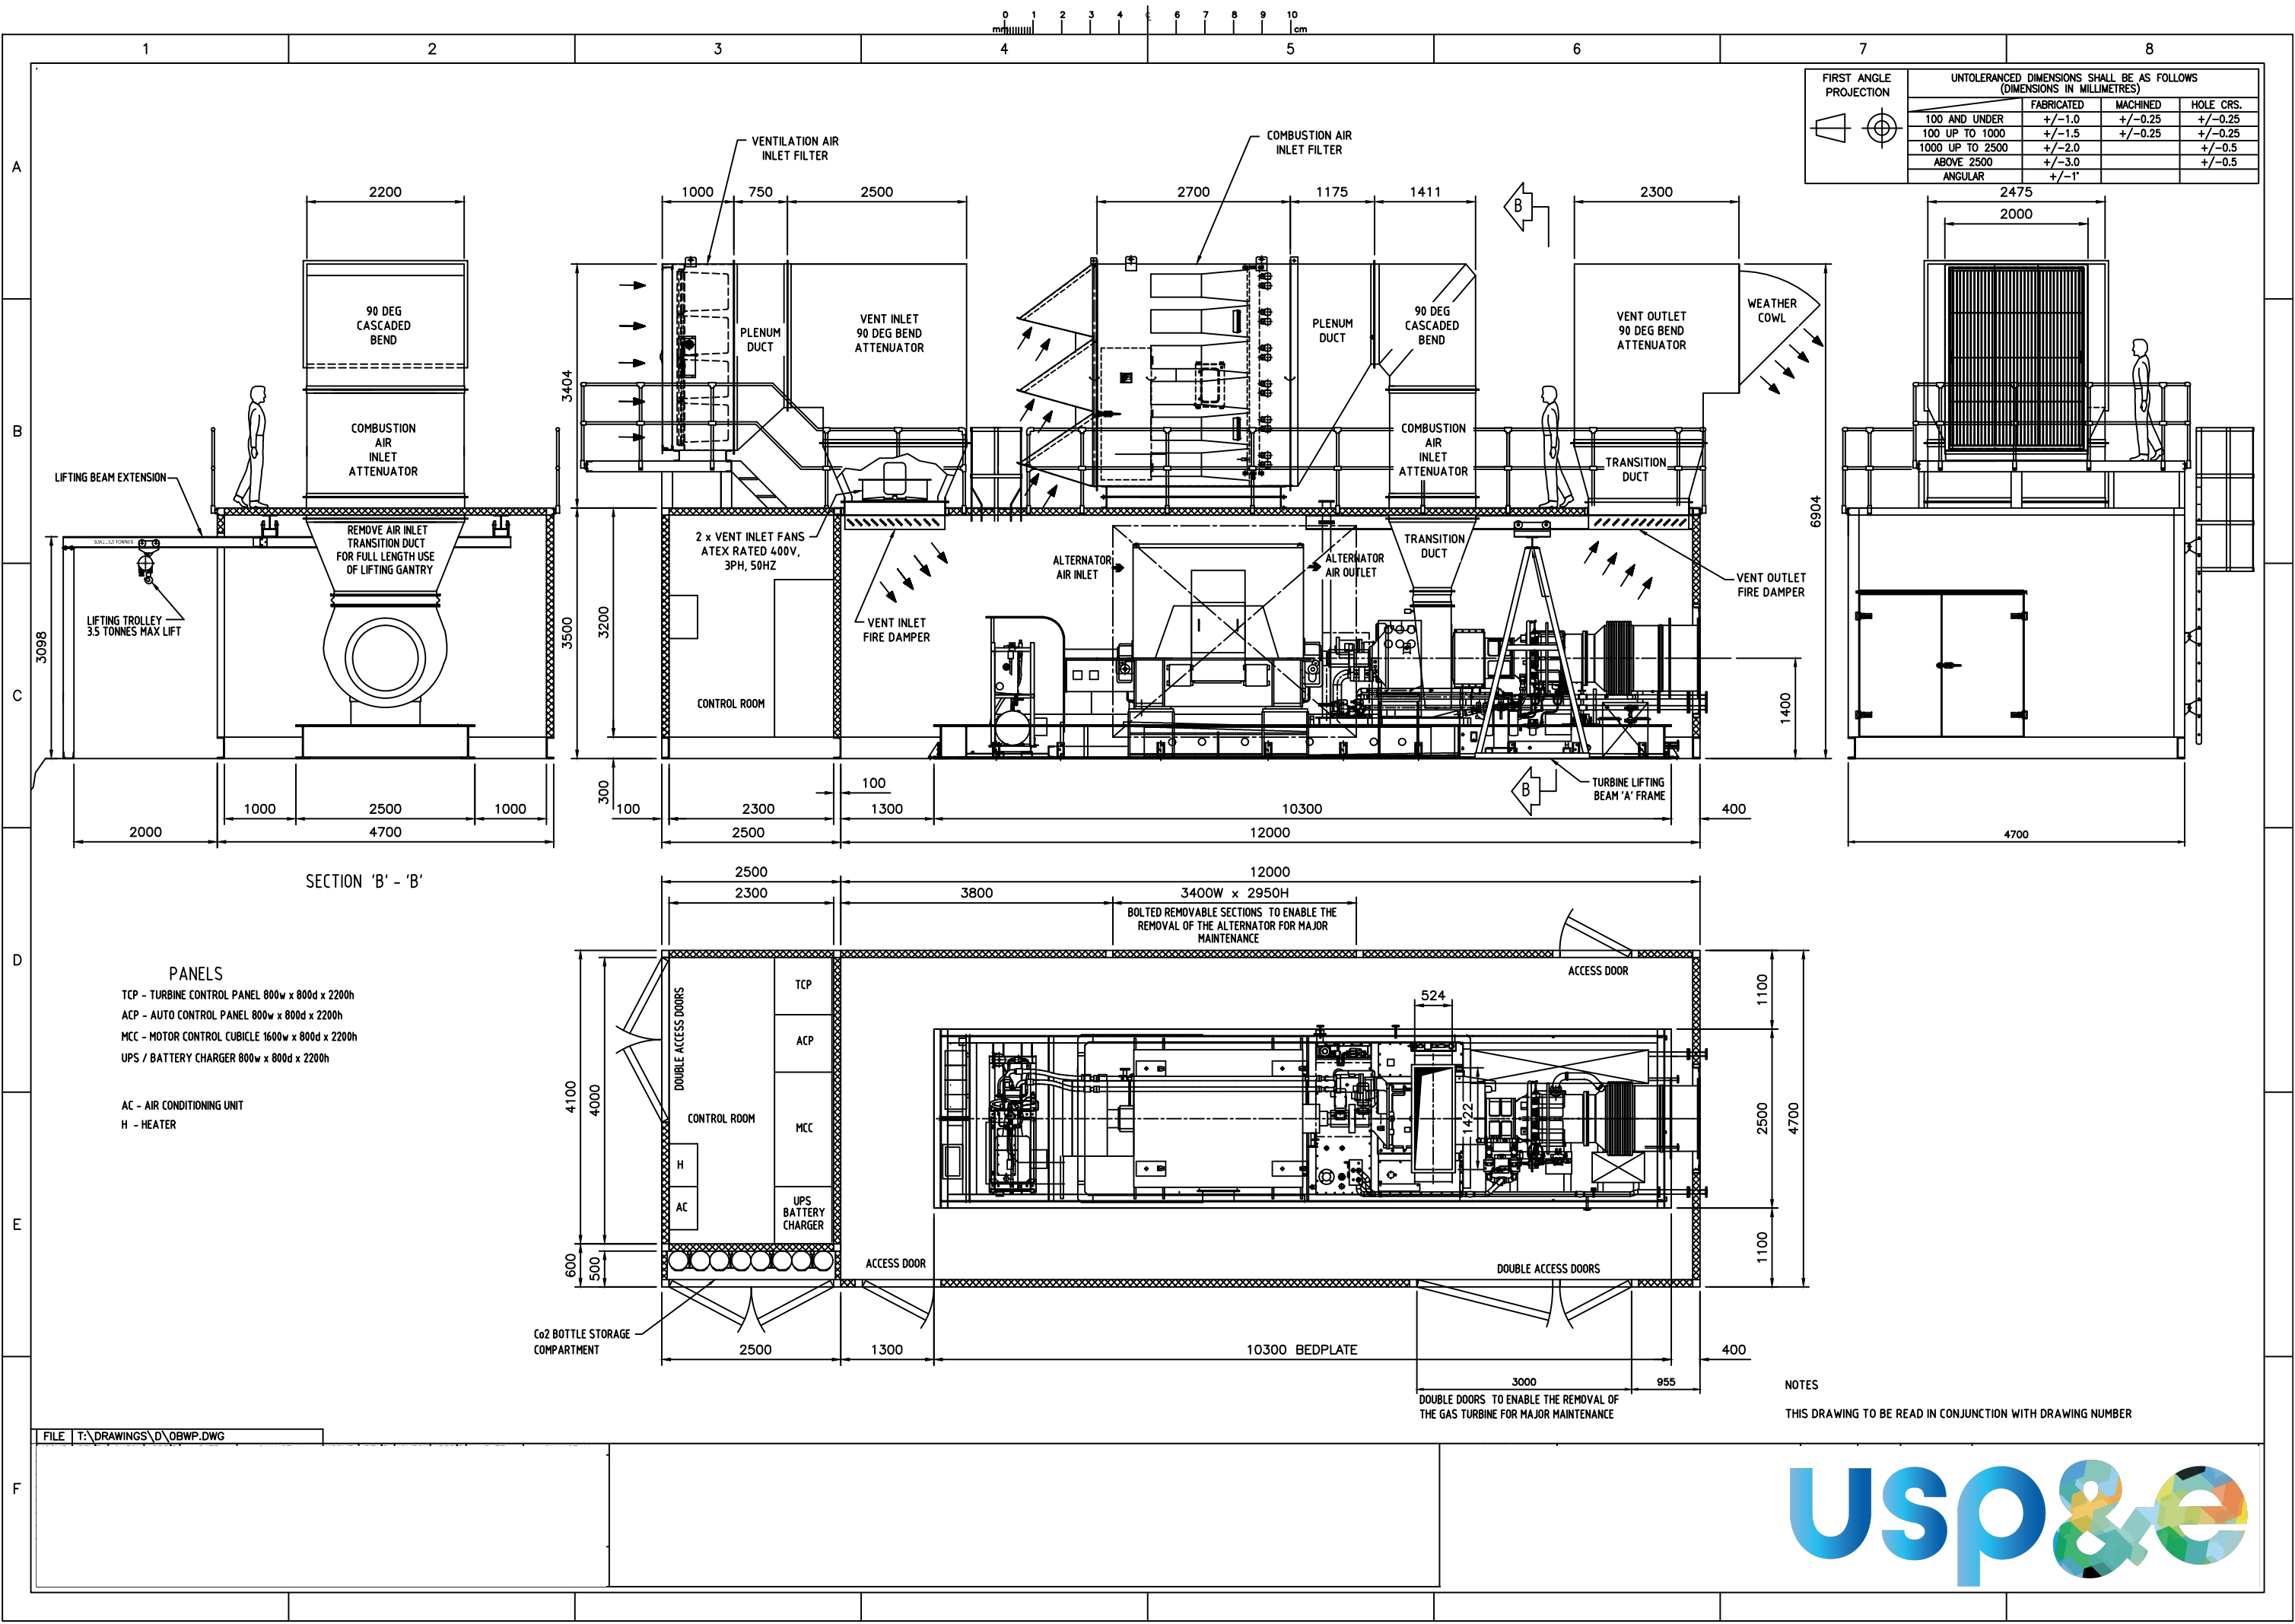 0 1 2 3 4 6 7 8 9 10
mm cm
1 2 3 4 5 6 7 8
A
B
C
D
E
F
FIRST ANGLE
PROJECTION
UNTOLERANCED DIMENSIONS SHALL BE AS FOLLOWS
(DIMENSIONS IN MILLIMETRES)
FABRICATED MACHINED HOLE CRS.
100 AND UNDER +/-1.0 +/-0.25 +/-0.25
100 UP TO 1000 +/-1.5 +/-0.25 +/-0.25
1000 UP TO 2500 +/-2.0 +/-0.5
ABOVE 2500 +/-3.0 +/-0.5
ANGULAR +/-1°
2200
90 DEG
CASCADED
BEND
COMBUSTION
AIR
INLET
ATTENUATOR
LIFTING BEAM EXTENSION
REMOVE AIR INLET
TRANSITION DUCT
FOR FULL LENGTH USE
OF LIFTING GANTRY
LIFTING TROLLEY
3.5 TONNES MAX LIFT
3098
1000 2500 1000
2000 4700
SECTION 'B' - 'B'
VENTILATION AIR
INLET FILTER
COMBUSTION AIR
INLET FILTER
1000 750 2500
2700 1175 1411
B
2300
3404
PLENUM
DUCT
VENT INLET
90 DEG BEND
ATTENUATOR
PLENUM
DUCT
90 DEG
CASCADED
BEND
VENT OUTLET
90 DEG BEND
ATTENUATOR
WEATHER
COWL
COMBUSTION
AIR
INLET
ATTENUATOR
TRANSITION
DUCT
2 x VENT INLET FANS
ATEX RATED 400V,
3PH, 50HZ
ALTERNATOR
AIR INLET
ALTERNATOR
AIR OUTLET
TRANSITION
DUCT
VENT OUTLET
FIRE DAMPER
VENT INLET
FIRE DAMPER
3500
3200
300
CONTROL ROOM
6904
1400
TURBINE LIFTING
BEAM 'A' FRAME
B
100
100 2300 1300 10300 400
2500 12000
2475
2000
4700
2500 12000
2300 3800 3400W x 2950H
BOLTED REMOVABLE SECTIONS TO ENABLE THE
REMOVAL OF THE ALTERNATOR FOR MAJOR
MAINTENANCE
ACCESS DOOR
PANELS
TCP - TURBINE CONTROL PANEL 800w x 800d x 2200h
ACP - AUTO CONTROL PANEL 800w x 800d x 2200h
MCC - MOTOR CONTROL CUBICLE 1600w x 800d x 2200h
UPS / BATTERY CHARGER 800w x 800d x 2200h
AC - AIR CONDITIONING UNIT
H - HEATER
DOUBLE ACCESS DOORS
TCP
ACP
CONTROL ROOM
MCC
H
AC
UPS
BATTERY
CHARGER
4100
4000
600
500
524
1422
1100
2500
4700
1100
ACCESS DOOR
DOUBLE ACCESS DOORS
Co2 BOTTLE STORAGE
COMPARTMENT
2500 1300 10300 BEDPLATE 400
3000 955
DOUBLE DOORS TO ENABLE THE REMOVAL OF
THE GAS TURBINE FOR MAJOR MAINTENANCE
NOTES
THIS DRAWING TO BE READ IN CONJUNCTION WITH DRAWING NUMBER
FILE T:\DRAWINGS\D\OBWP.DWG
usp&e